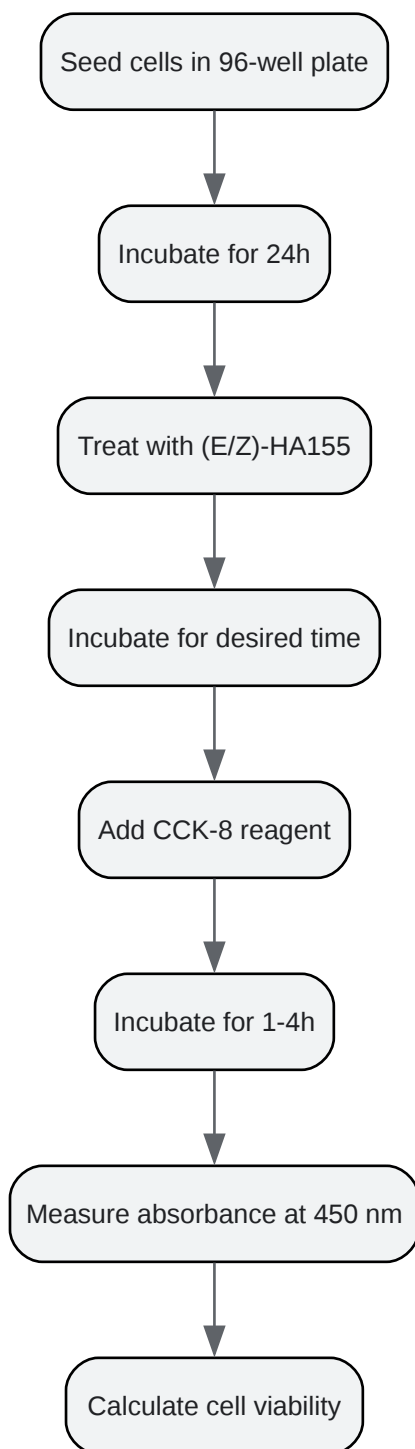 Seed cells in 96-well plate
Incubate for 24h
Treat with (E/Z)-HA155
Incubate for desired time
Add CCK-8 reagent
Incubate for 1-4h
Measure absorbance at 450 nm
Calculate cell viability